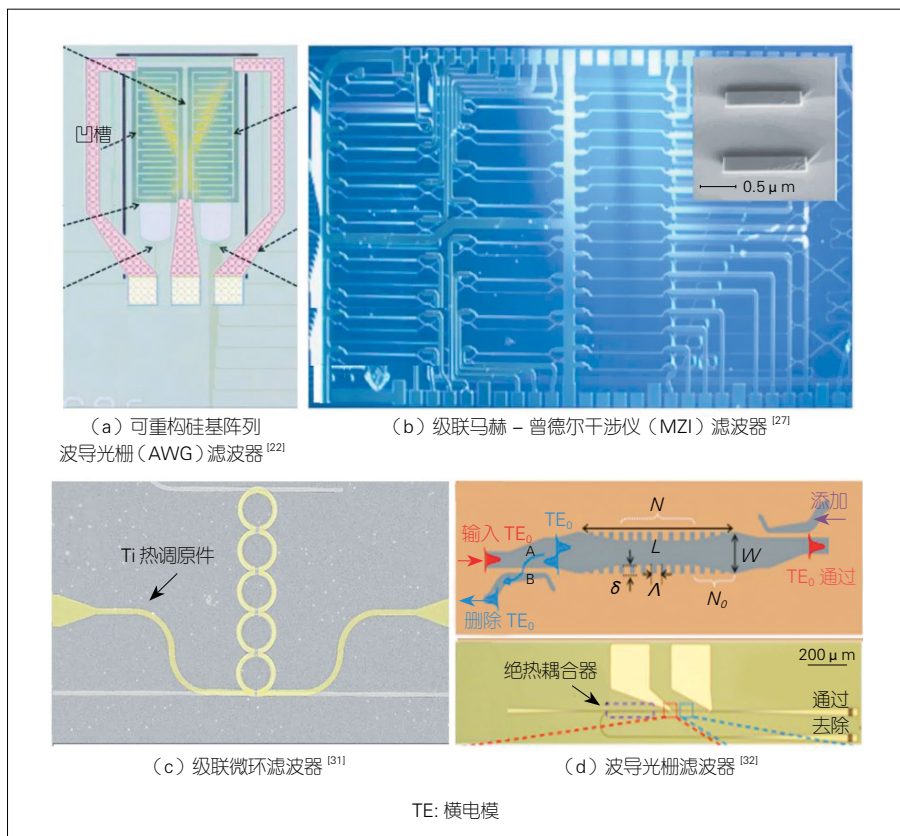 凹槽
0.5 μm
（a）可重构硅基阵列
波导光栅（AWG）滤波器 [22]
（b）级联马赫 – 曾德尔干涉仪（MZI）滤波器 [27]
Ti 热调原件
（c）级联微环滤波器 [31]
添加
N
TE₀
输入 TE₀
A
L
W
B
δ
Λ
N₀
TE₀ 通过
删除 TE₀
200 μm
绝热耦合器
通过
去除
（d）波导光栅滤波器 [32]
TE: 横电模